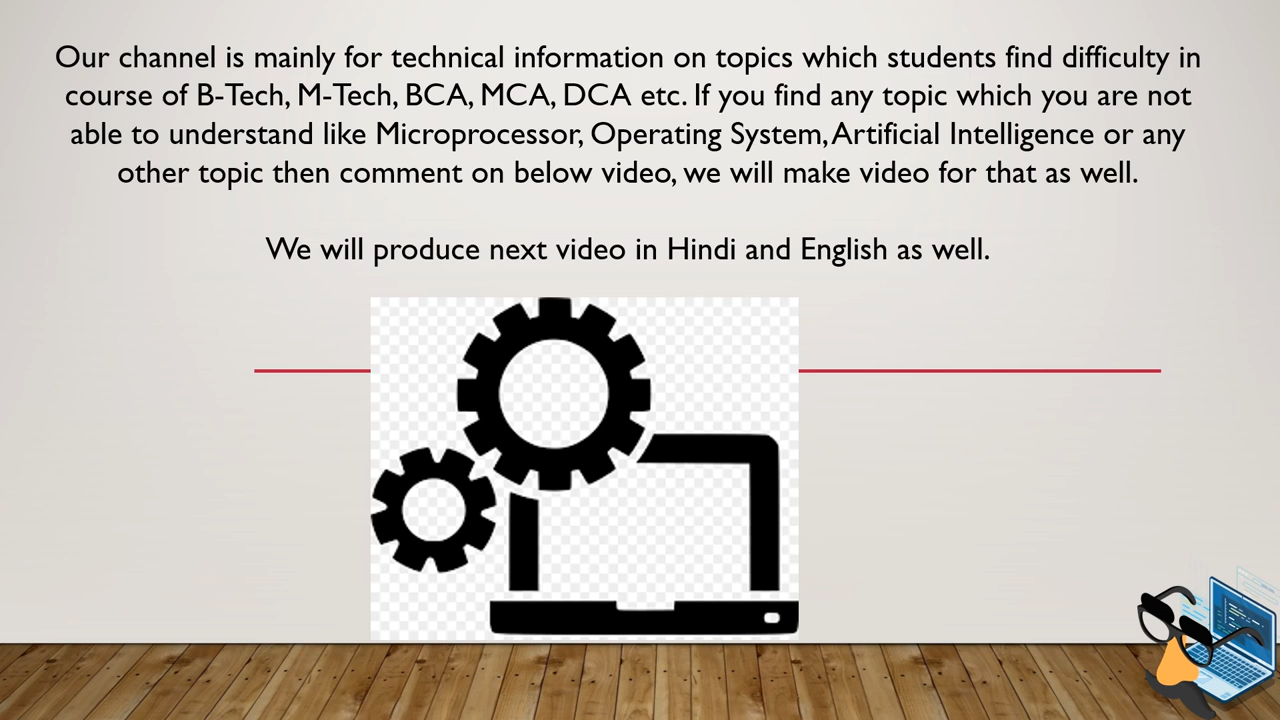 Our channel is mainly for technical information on topics which students find difficulty in
course of B-Tech, M-Tech, BCA, MCA, DCA etc. If you find any topic which you are not
able to understand like Microprocessor, Operating System, Artificial Intelligence or any
other topic then comment on below video, we will make video for that as well.
We will produce next video in Hindi and English as well.